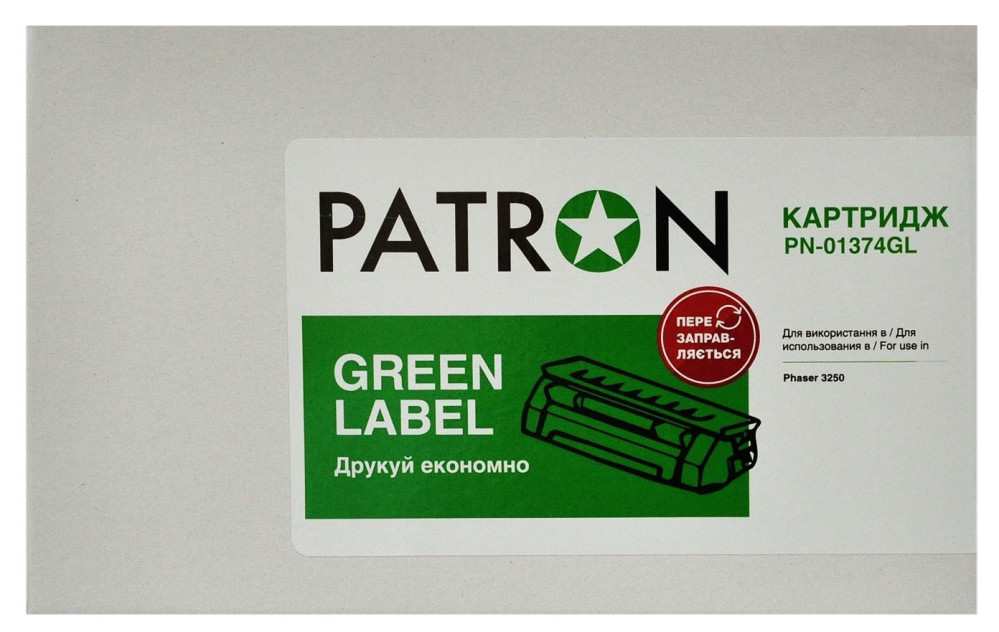 PATRON
КАРТРИДЖ
PN-01374GL
ПЕРЕ
ЗАПРАВ-
ЛЯЄТЬСЯ
Для використання в / Для
использования в / For use in
Phaser 3250
GREEN
LABEL
Друкуй економно